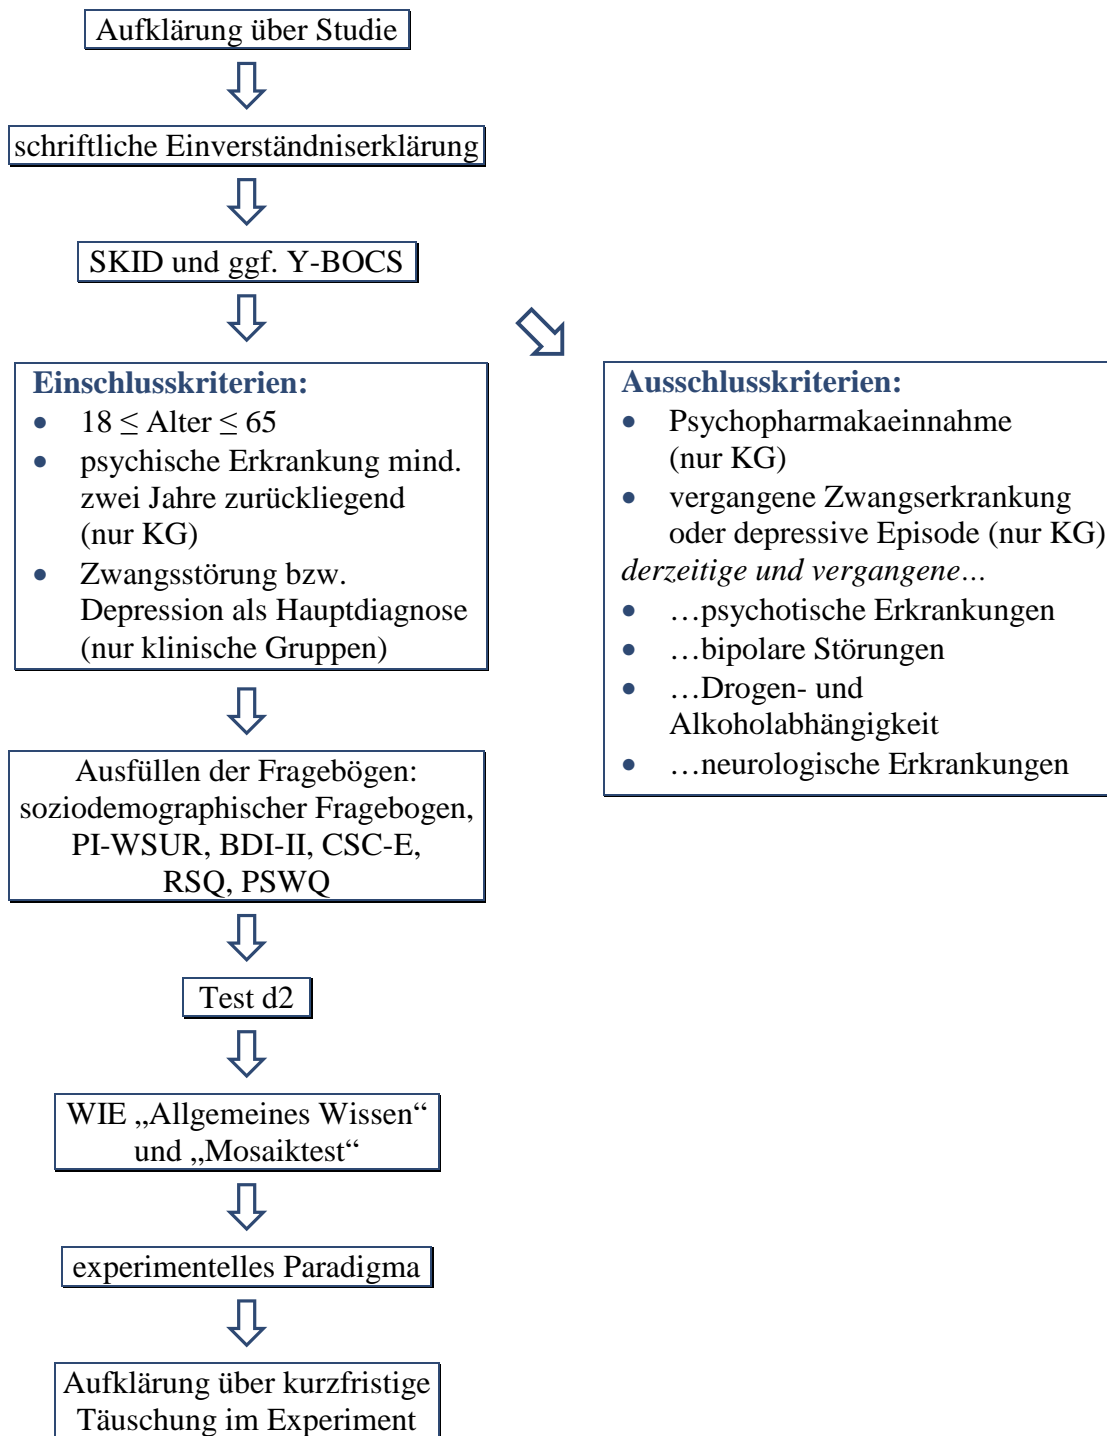 Aufklärung über Studie
schriftliche Einverständniserklärung
SKID und ggf. Y-BOCS
Einschlusskriterien:
• 18 ≤ Alter ≤ 65
• psychische Erkrankung mind.
zwei Jahre zurückliegend
(nur KG)
• Zwangsstörung bzw.
Depression als Hauptdiagnose
(nur klinische Gruppen)
Ausschlusskriterien:
• Psychopharmakaeinnahme
(nur KG)
• vergangene Zwangserkrankung
oder depressive Episode (nur KG)
derzeitige und vergangene…
• …psychotische Erkrankungen
• …bipolare Störungen
• …Drogen- und
Alkoholabhängigkeit
• …neurologische Erkrankungen
Ausfüllen der Fragebögen:
soziodemographischer Fragebogen,
PI-WSUR, BDI-II, CSC-E,
RSQ, PSWQ
Test d2
WIE „Allgemeines Wissen“
und „Mosaiktest“
experimentelles Paradigma
Aufklärung über kurzfristige
Täuschung im Experiment